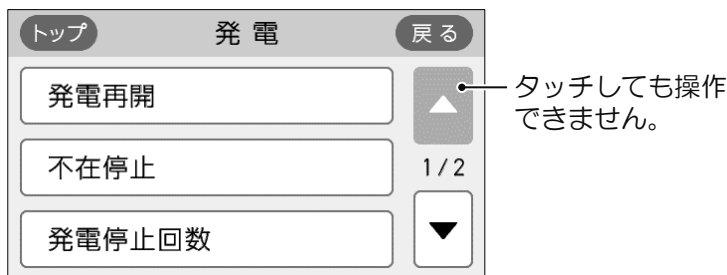 トップ 発電 戻る
発電再開
タッチしても操作
できません。
不在停止
1/2
発電停止回数